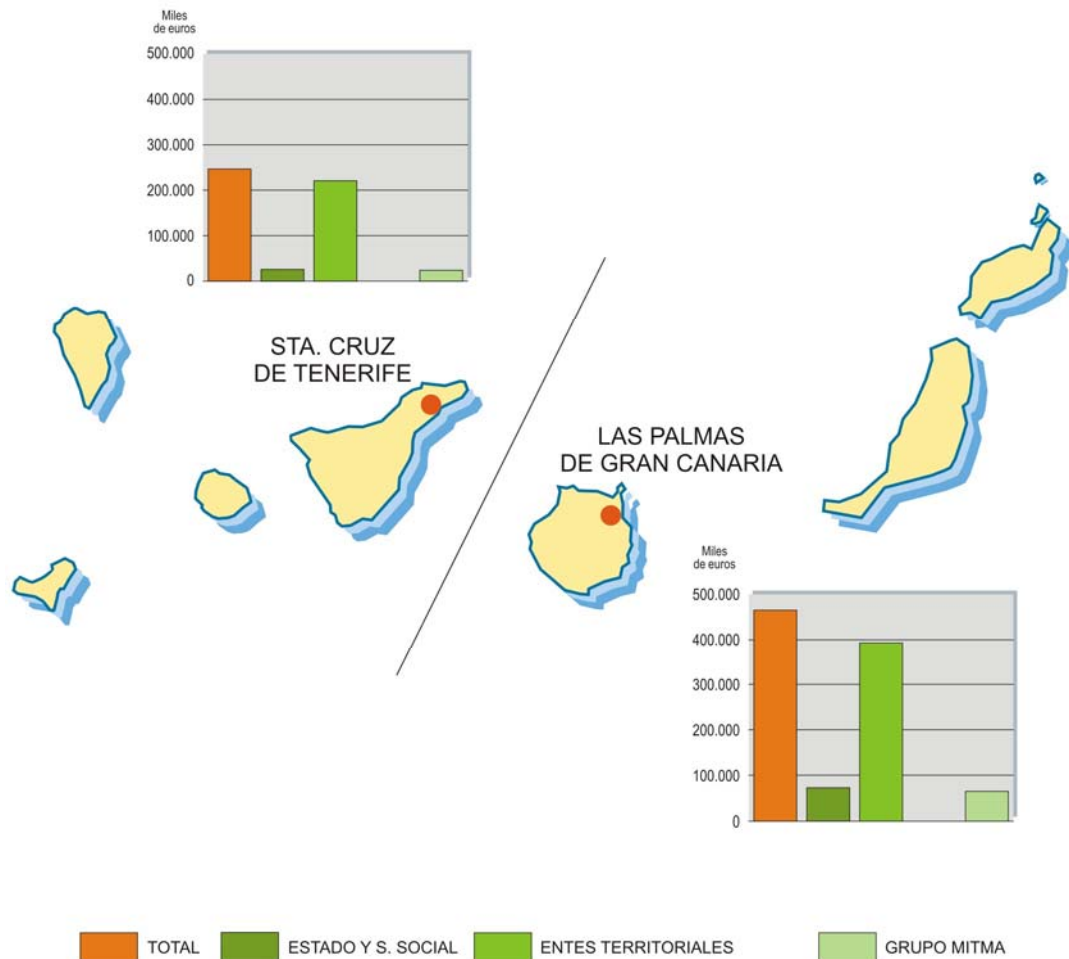 Miles
de euros
500.000
400.000
300.000
200.000
100.000
0
STA. CRUZ
DE TENERIFE
LAS PALMAS
DE GRAN CANARIA
Miles
de euros
500.000
400.000
300.000
200.000
100.000
0
TOTAL ESTADO Y S. SOCIAL ENTES TERRITORIALES GRUPO MITMA